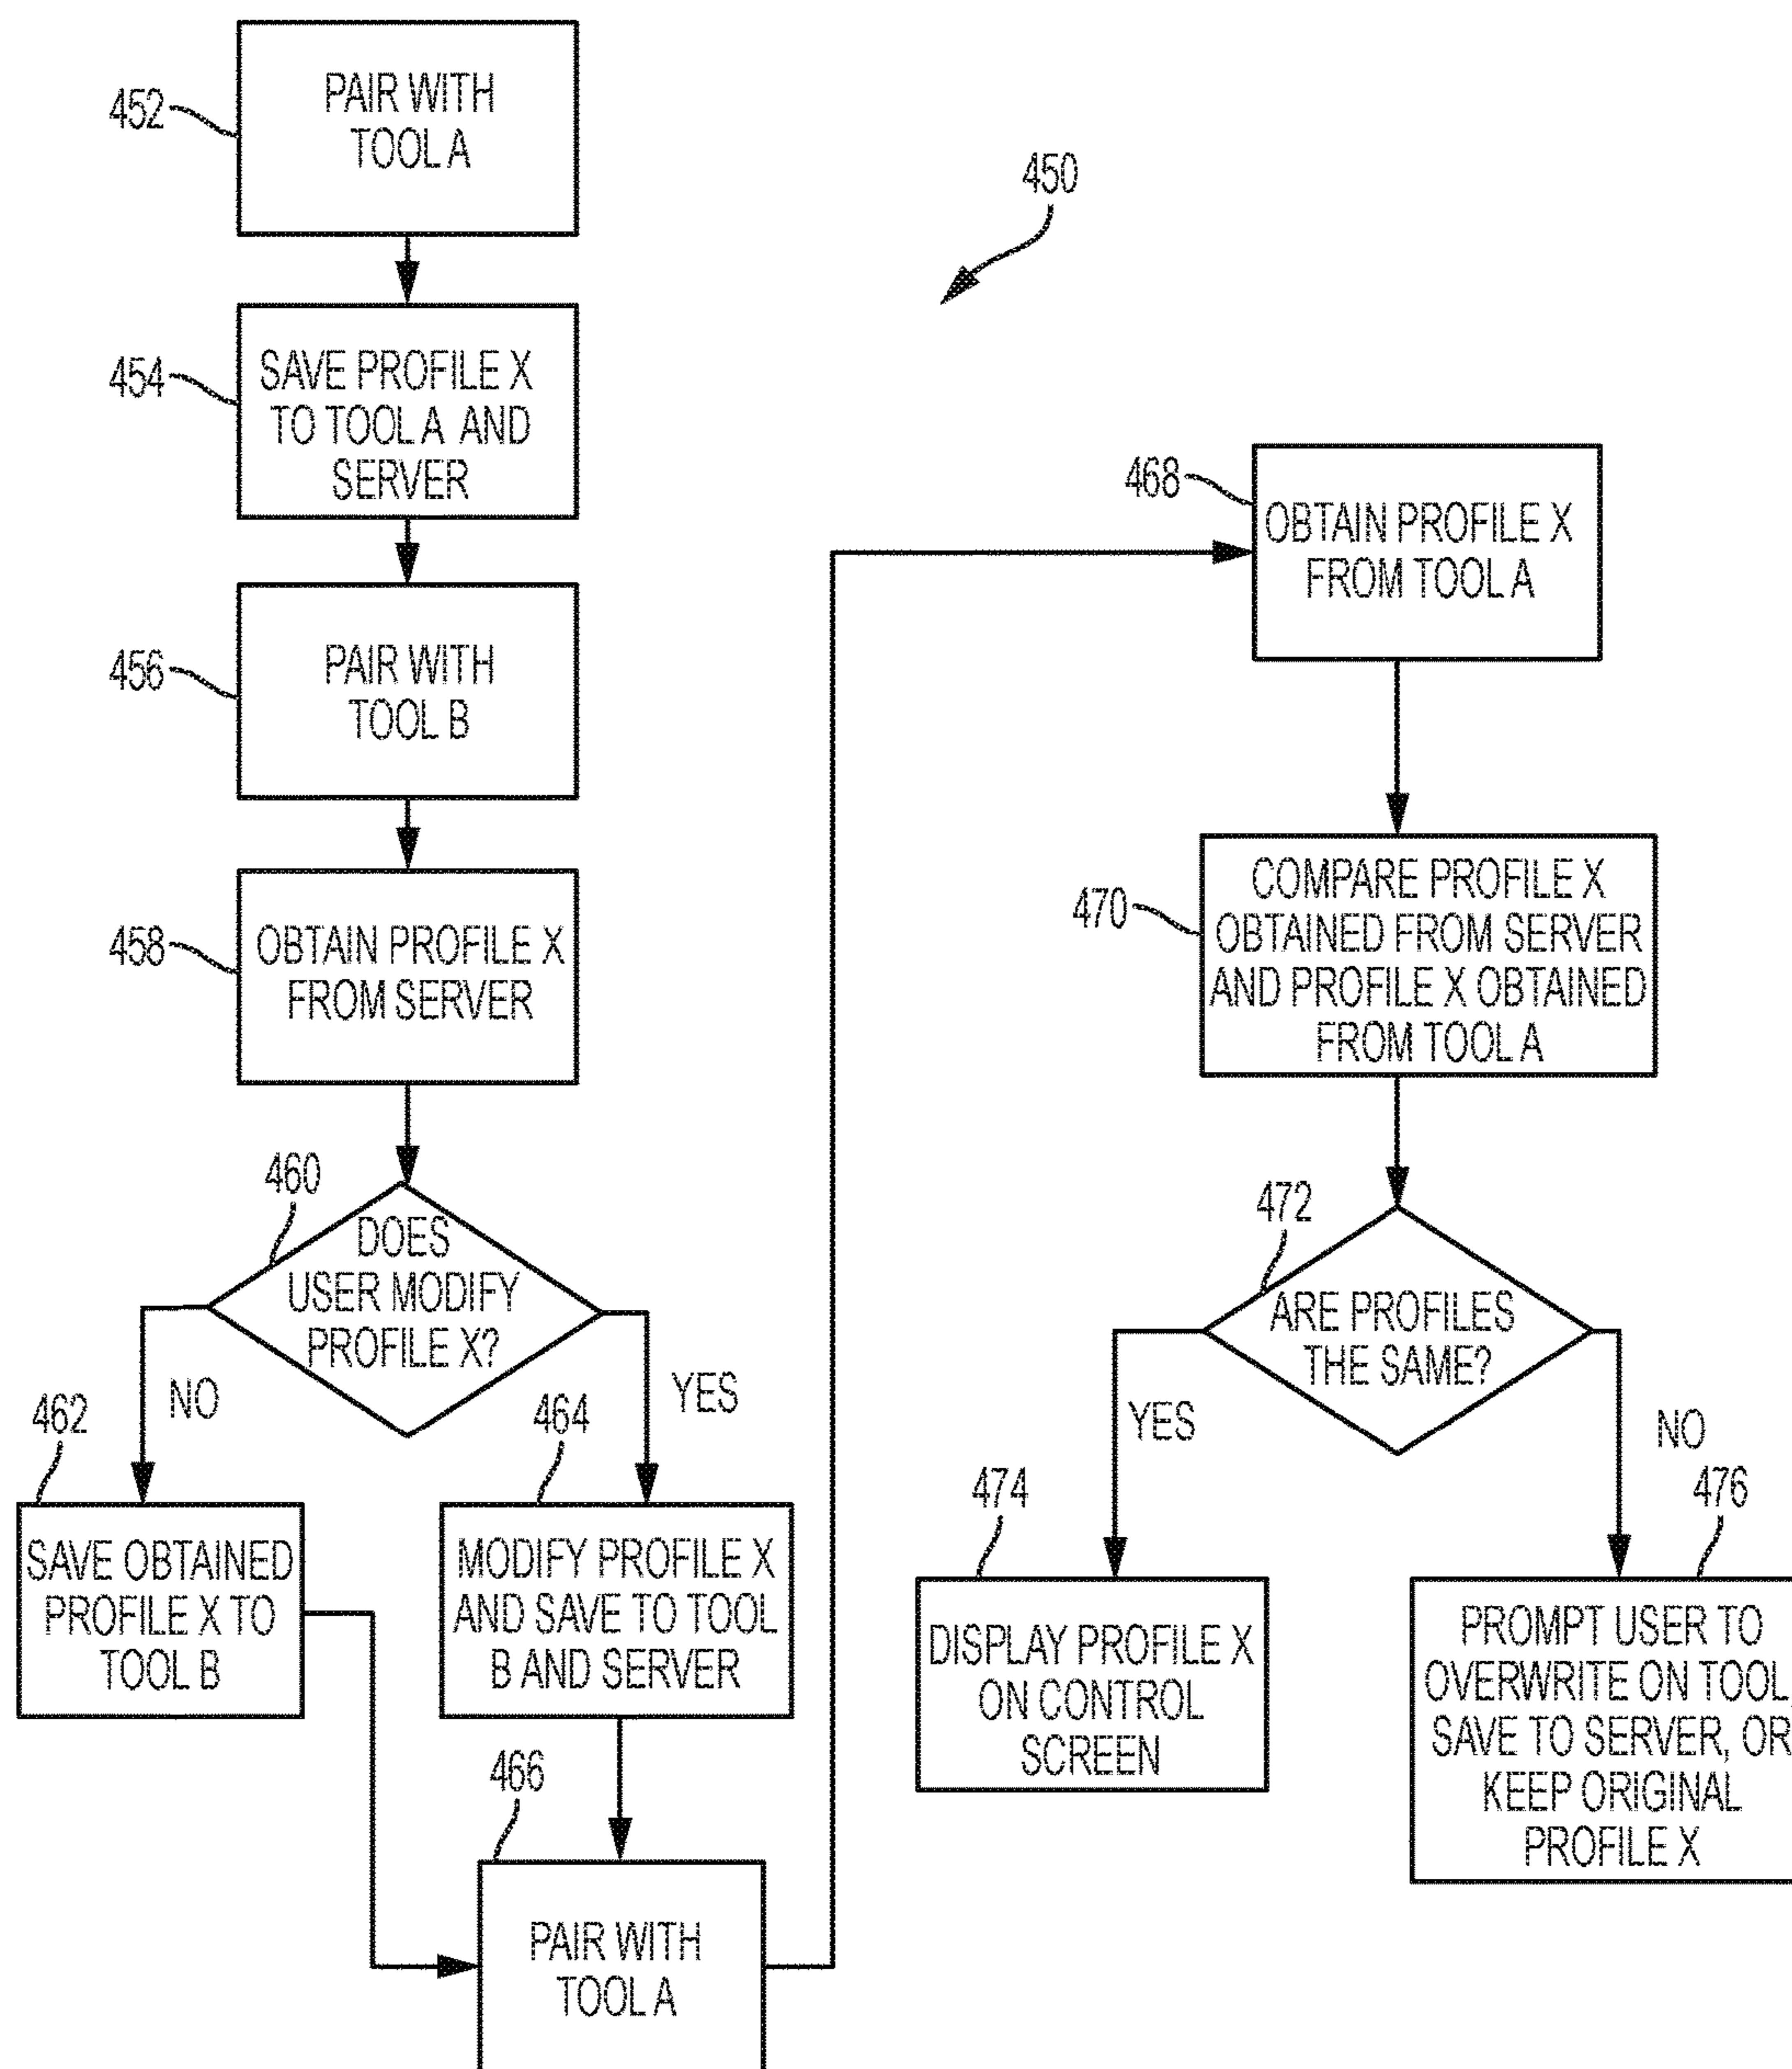 452
PAIR WITH
TOOL A
450
454
SAVE PROFILE X
TO TOOL A AND
SERVER
456
PAIR WITH
TOOL B
458
OBTAIN PROFILE X
FROM SERVER
460
DOES
USER MODIFY
PROFILE X?
NO
YES
462
SAVE OBTAINED
PROFILE X TO
TOOL B
464
MODIFY PROFILE X
AND SAVE TO TOOL
B AND SERVER
466
PAIR WITH
TOOL A
468
OBTAIN PROFILE X
FROM TOOL A
470
COMPARE PROFILE X
OBTAINED FROM SERVER
AND PROFILE X OBTAINED
FROM TOOL A
472
ARE PROFILES
THE SAME?
YES
NO
474
DISPLAY PROFILE X
ON CONTROL
SCREEN
476
PROMPT USER TO
OVERWRITE ON TOOL,
SAVE TO SERVER, OR
KEEP ORIGINAL
PROFILE X